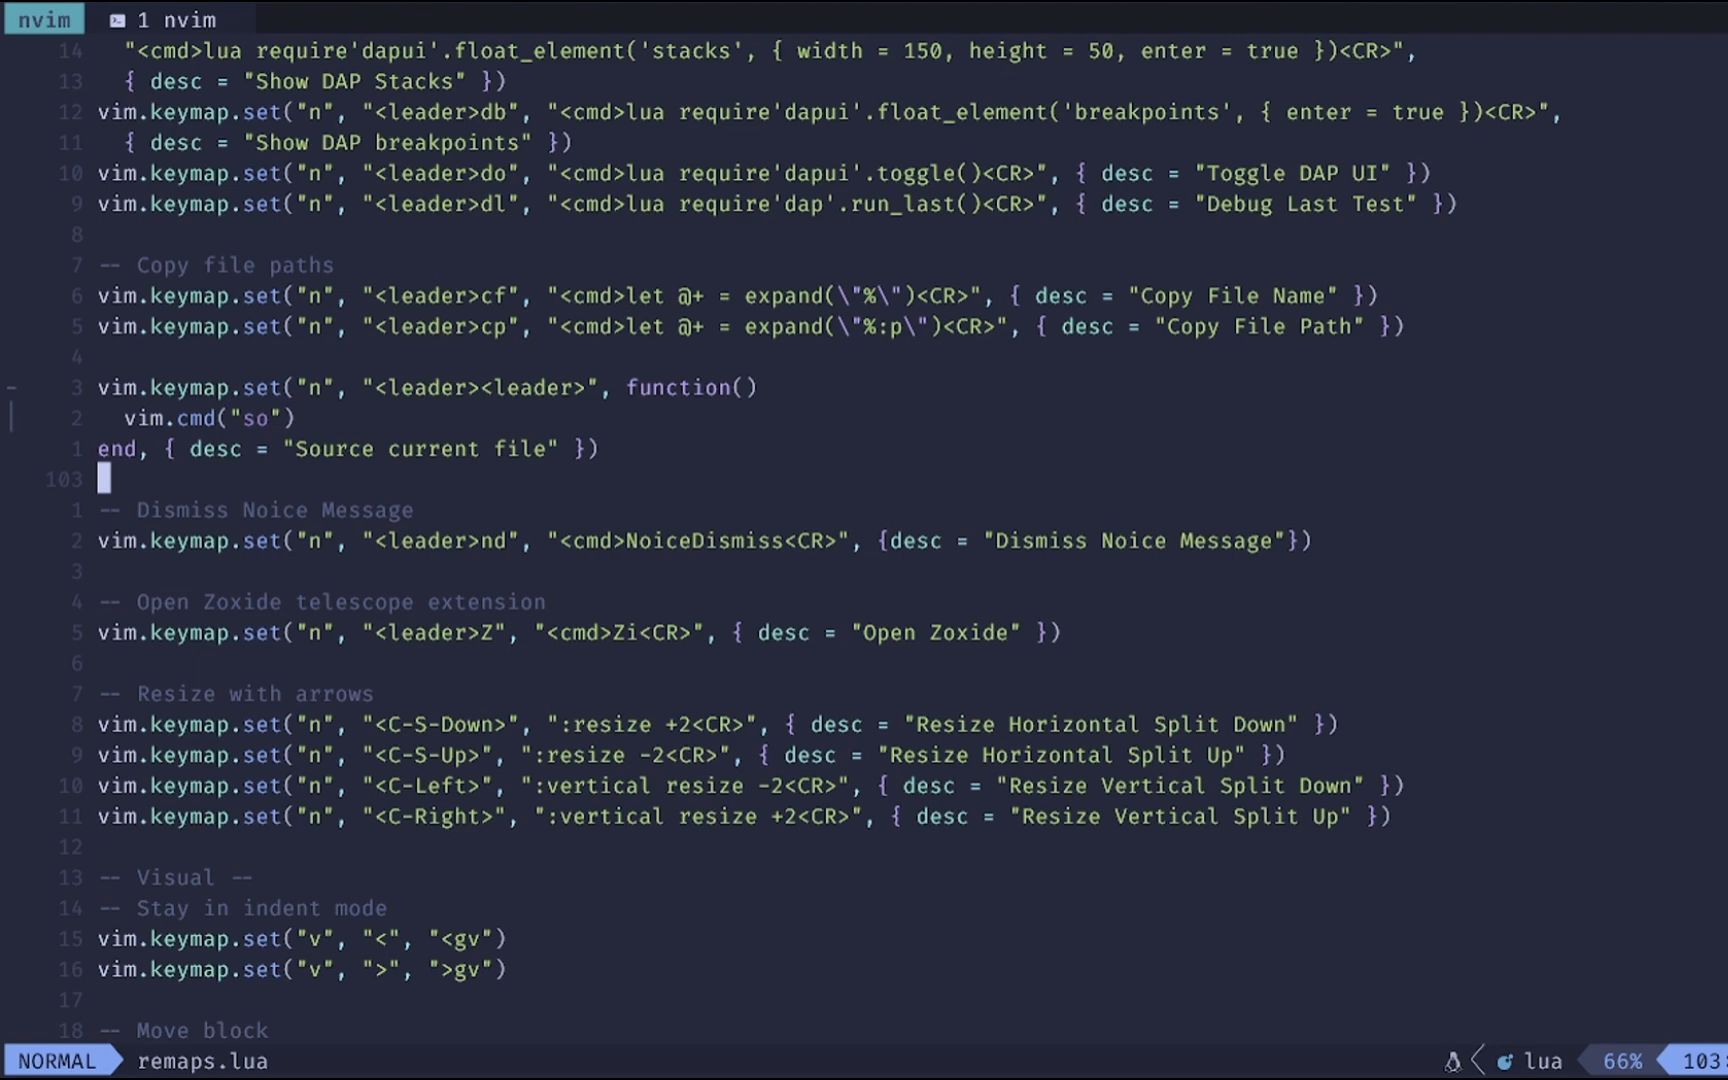 nvim 1 nvim
14 "<cmd>lua require'dapui'.float_element('stacks', { width = 150, height = 50, enter = true })<CR>",
13 { desc = "Show DAP Stacks" })
12 vim.keymap.set("n", "<leader>db", "<cmd>lua require'dapui'.float_element('breakpoints', { enter = true })<CR>",
11 { desc = "Show DAP breakpoints" })
10 vim.keymap.set("n", "<leader>do", "<cmd>lua require'dapui'.toggle()<CR>", { desc = "Toggle DAP UI" })
9 vim.keymap.set("n", "<leader>dl", "<cmd>lua require'dap'.run_last()<CR>", { desc = "Debug Last Test" })
8
7 -- Copy file paths
6 vim.keymap.set("n", "<leader>cf", "<cmd>let @+ = expand(\"%\")<CR>", { desc = "Copy File Name" })
5 vim.keymap.set("n", "<leader>cp", "<cmd>let @+ = expand(\"%:p\")<CR>", { desc = "Copy File Path" })
4
3 vim.keymap.set("n", "<leader><leader>", function()
2 vim.cmd("so")
1 end, { desc = "Source current file" })
103
1 -- Dismiss Noice Message
2 vim.keymap.set("n", "<leader>nd", "<cmd>NoiceDismiss<CR>", {desc = "Dismiss Noice Message"})
3
4 -- Open Zoxide telescope extension
5 vim.keymap.set("n", "<leader>Z", "<cmd>Zi<CR>", { desc = "Open Zoxide" })
6
7 -- Resize with arrows
8 vim.keymap.set("n", "<C-S-Down>", ":resize +2<CR>", { desc = "Resize Horizontal Split Down" })
9 vim.keymap.set("n", "<C-S-Up>", ":resize -2<CR>", { desc = "Resize Horizontal Split Up" })
10 vim.keymap.set("n", "<C-Left>", ":vertical resize -2<CR>", { desc = "Resize Vertical Split Down" })
11 vim.keymap.set("n", "<C-Right>", ":vertical resize +2<CR>", { desc = "Resize Vertical Split Up" })
12
13 -- Visual --
14 -- Stay in indent mode
15 vim.keymap.set("v", "<", "<gv")
16 vim.keymap.set("v", ">", ">gv")
17
18 -- Move block
NORMAL remaps.lua lua 66% 103: